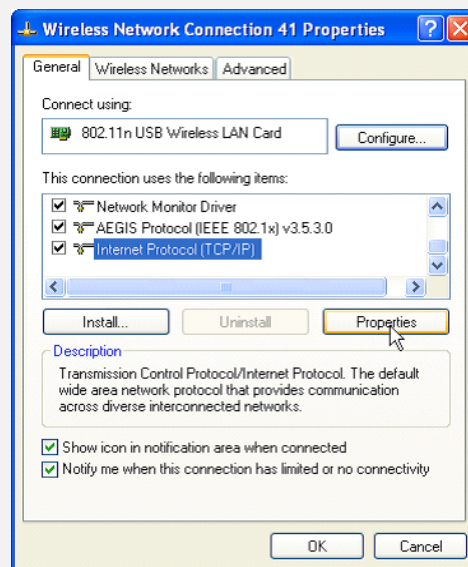 Wireless Network Connection 41 Properties
General Wireless Networks Advanced
Connect using:
802.11n USB Wireless LAN Card Configure...
This connection uses the following items:
Network Monitor Driver
AEGIS Protocol (IEEE 802.1x) v3.5.3.0
Internet Protocol (TCP/IP)
Install... Uninstall Properties
Description
Transmission Control Protocol/Internet Protocol. The default
wide area network protocol that provides communication
across diverse interconnected networks.
Show icon in notification area when connected
Notify me when this connection has limited or no connectivity
OK Cancel